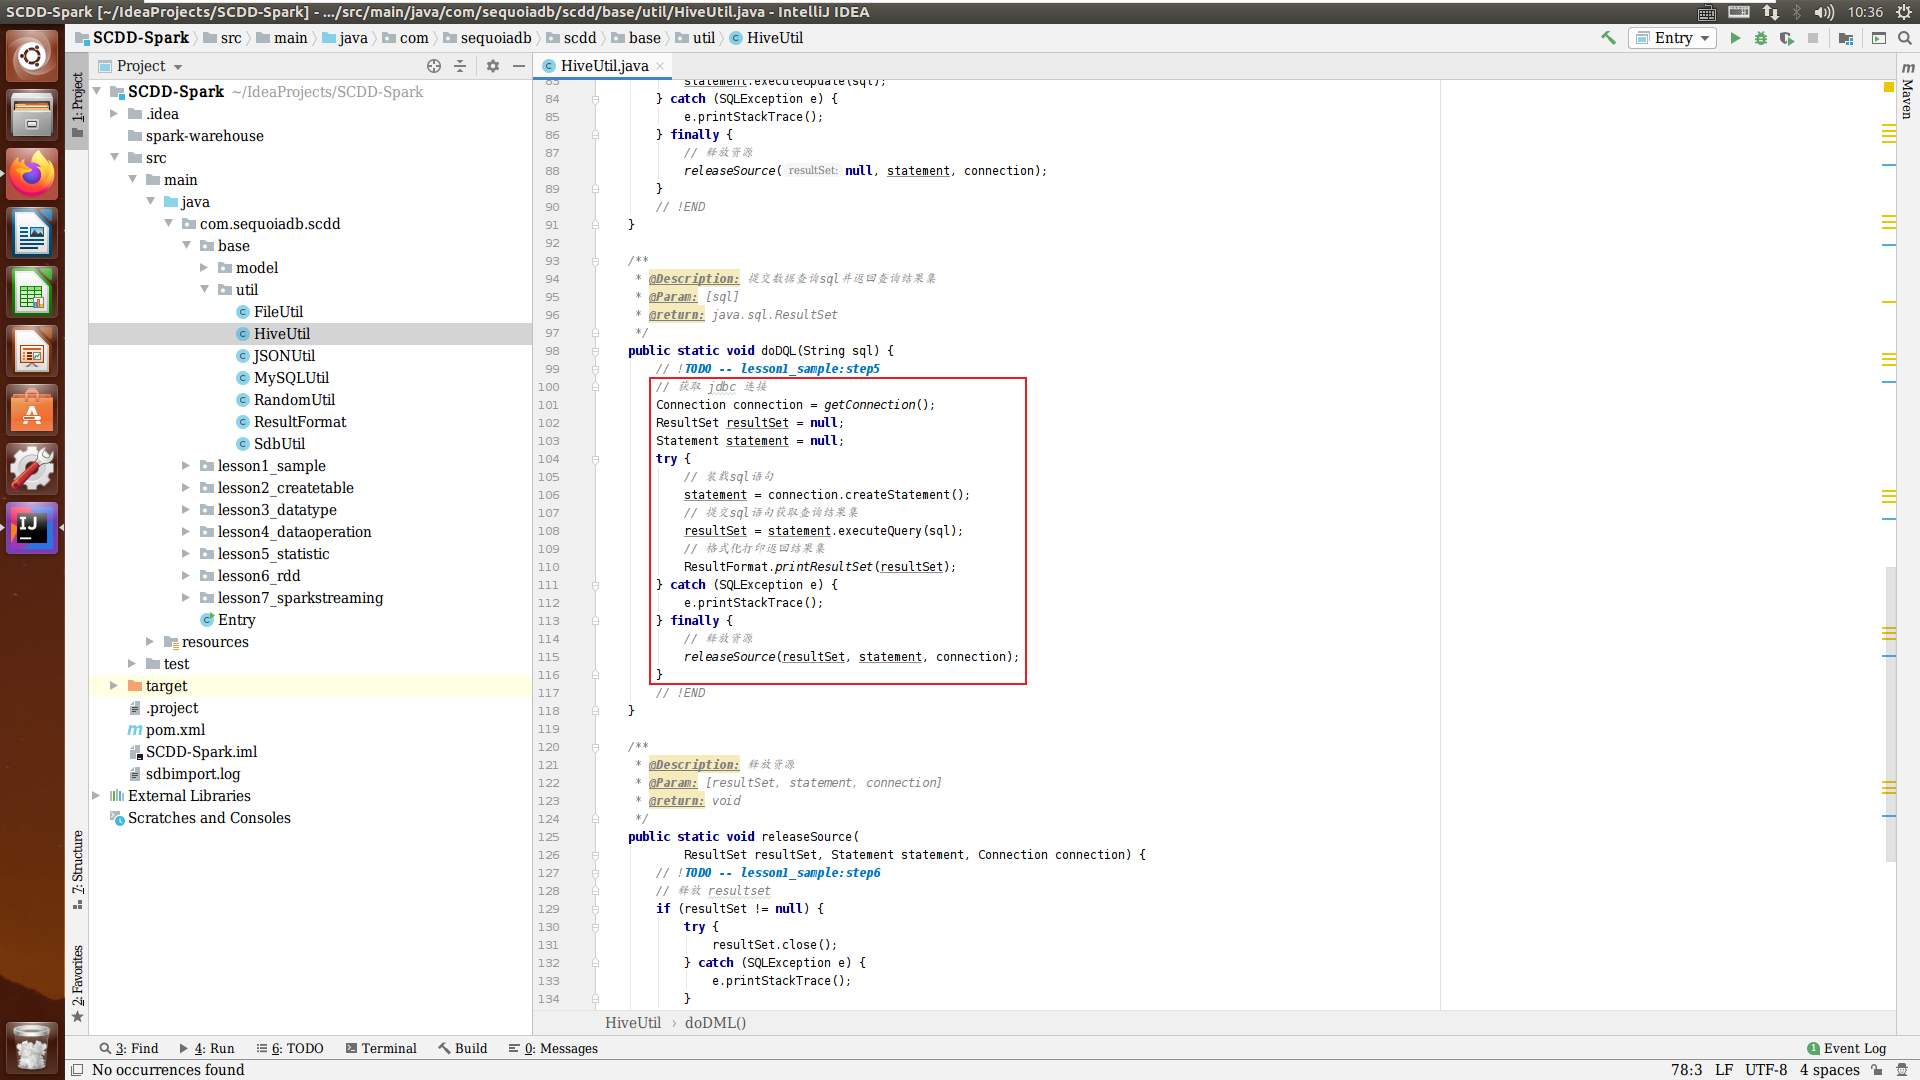 SCDD-Spark [~/IdeaProjects/SCDD-Spark] - .../src/main/java/com/sequoiadb/scdd/base/util/HiveUtil.java - IntelliJ IDEA
10:36
SCDD-Spark
src
main
java
com
sequoiadb
scdd
base
util
HiveUtil
Entry
Project
HiveUtil.java
1: Project
7: Structure
2: Favorites
Maven
SCDD-Spark ~/IdeaProjects/SCDD-Spark
.idea
spark-warehouse
src
main
java
com.sequoiadb.scdd
base
model
util
FileUtil
HiveUtil
JSONUtil
MySQLUtil
RandomUtil
ResultFormat
SdbUtil
lesson1_sample
lesson2_createtable
lesson3_datatype
lesson4_dataoperation
lesson5_statistic
lesson6_rdd
lesson7_sparkstreaming
Entry
resources
test
target
.project
pom.xml
SCDD-Spark.iml
sdbimport.log
External Libraries
Scratches and Consoles
83 statement.executeUpdate(sql);
84 } catch (SQLException e) {
85 e.printStackTrace();
86 } finally {
87 // 释放资源
88 releaseSource( resultSet: null, statement, connection);
89 }
90 // !END
91 }
92
93 /**
94 * @Description: 提交数据查询sql并返回查询结果集
95 * @Param: [sql]
96 * @return: java.sql.ResultSet
97 */
98 public static void doDQL(String sql) {
99 // !TODO -- lesson1_sample:step5
100 // 获取 jdbc 连接
101 Connection connection = getConnection();
102 ResultSet resultSet = null;
103 Statement statement = null;
104 try {
105 // 装载sql语句
106 statement = connection.createStatement();
107 // 提交sql语句获取查询结果集
108 resultSet = statement.executeQuery(sql);
109 // 格式化打印返回结果集
110 ResultFormat.printResultSet(resultSet);
111 } catch (SQLException e) {
112 e.printStackTrace();
113 } finally {
114 // 释放资源
115 releaseSource(resultSet, statement, connection);
116 }
117 // !END
118 }
119
120 /**
121 * @Description: 释放资源
122 * @Param: [resultSet, statement, connection]
123 * @return: void
124 */
125 public static void releaseSource(
126 ResultSet resultSet, Statement statement, Connection connection) {
127 // !TODO -- lesson1_sample:step6
128 // 释放 resultset
129 if (resultSet != null) {
130 try {
131 resultSet.close();
132 } catch (SQLException e) {
133 e.printStackTrace();
134 }
HiveUtil › doDML()
3: Find
4: Run
6: TODO
Terminal
Build
0: Messages
1 Event Log
No occurrences found
78:3 LF UTF-8 4 spaces